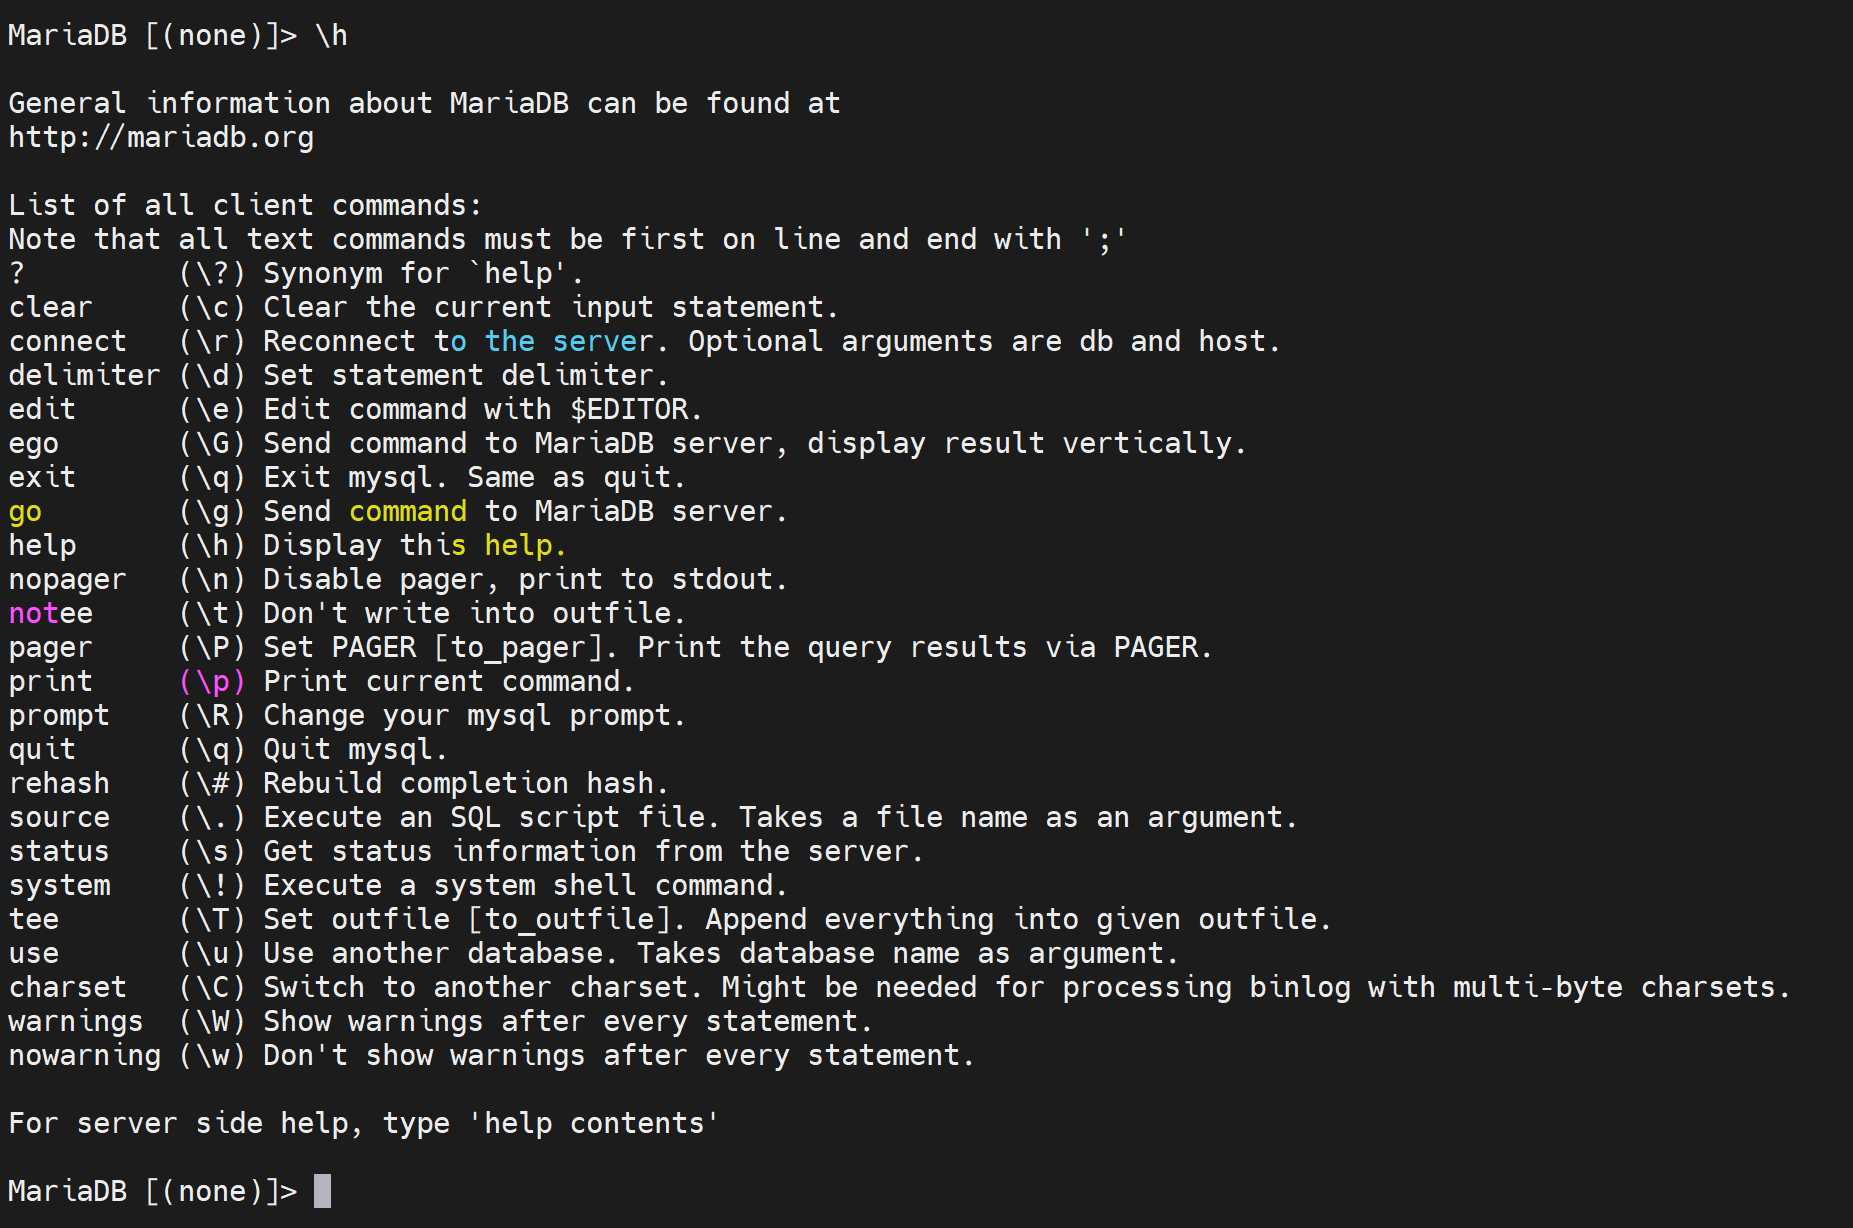 MariaDB [(none)]> \h
General information about MariaDB can be found at
http://mariadb.org
List of all client commands:
Note that all text commands must be first on line and end with ';'
?         (\?) Synonym for `help'.
clear     (\c) Clear the current input statement.
connect   (\r) Reconnect to the server. Optional arguments are db and host.
delimiter (\d) Set statement delimiter.
edit      (\e) Edit command with $EDITOR.
ego       (\G) Send command to MariaDB server, display result vertically.
exit      (\q) Exit mysql. Same as quit.
go        (\g) Send command to MariaDB server.
help      (\h) Display this help.
nopager   (\n) Disable pager, print to stdout.
notee     (\t) Don't write into outfile.
pager     (\P) Set PAGER [to_pager]. Print the query results via PAGER.
print     (\p) Print current command.
prompt    (\R) Change your mysql prompt.
quit      (\q) Quit mysql.
rehash    (\#) Rebuild completion hash.
source    (\.) Execute an SQL script file. Takes a file name as an argument.
status    (\s) Get status information from the server.
system    (\!) Execute a system shell command.
tee       (\T) Set outfile [to_outfile]. Append everything into given outfile.
use       (\u) Use another database. Takes database name as argument.
charset   (\C) Switch to another charset. Might be needed for processing binlog with multi-byte charsets.
warnings  (\W) Show warnings after every statement.
nowarning (\w) Don't show warnings after every statement.
For server side help, type 'help contents'
MariaDB [(none)]>